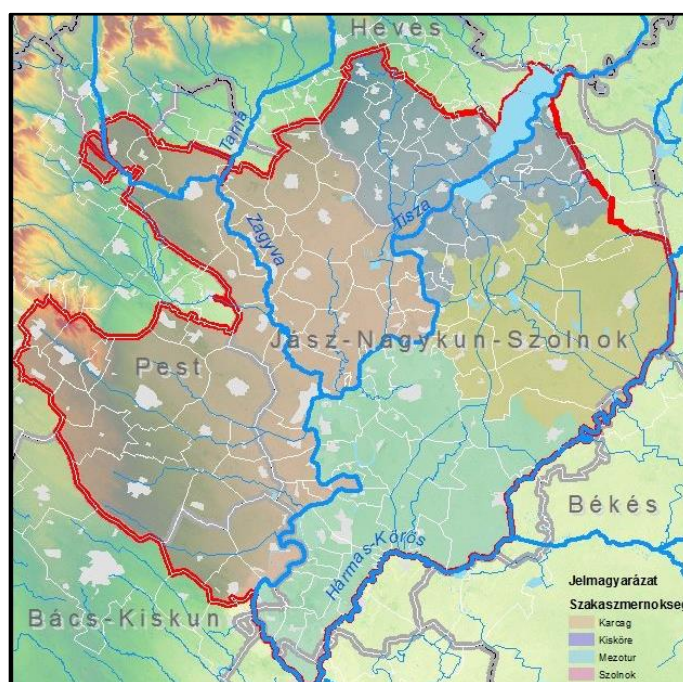 Heves
Tarna
Tisza
Zagyva
Jász-Nagykun-Szolnok
Pest
Békés
Hármas-Körös
Jelmagyarázat
Szakaszmernokseg
Bács-Kiskun
Karcag
Kisköre
Mezotur
Szolnok